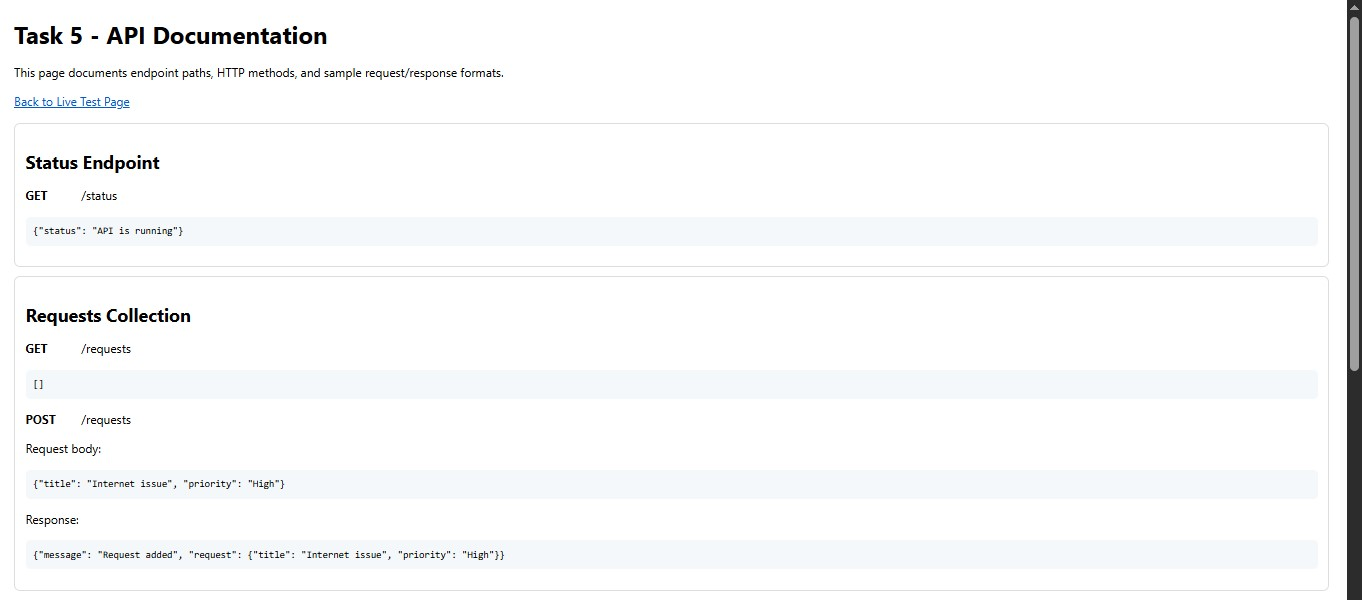 Task 5 - API Documentation
This page documents endpoint paths, HTTP methods, and sample request/response formats.
Back to Live Test Page
Status Endpoint
GET /status
{"status": "API is running"}
Requests Collection
GET /requests
[]
POST /requests
Request body:
{"title": "Internet issue", "priority": "High"}
Response:
{"message": "Request added", "request": {"title": "Internet issue", "priority": "High"}}